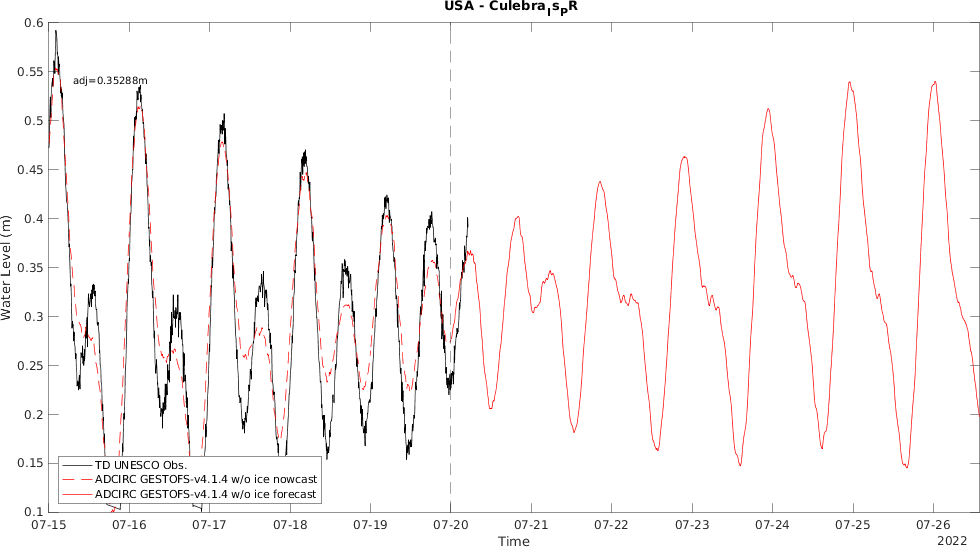 USA - Culebra_Is_PR
0.6
0.55
0.5
0.45
0.4
0.35
0.3
0.25
0.2
0.15
0.1
Water Level (m)
adj=0.35288m
TD UNESCO Obs.
ADCIRC GESTOFS-v4.1.4 w/o ice nowcast
ADCIRC GESTOFS-v4.1.4 w/o ice forecast
07-15 07-16 07-17 07-18 07-19 07-20 07-21 07-22 07-23 07-24 07-25 07-26
Time
2022